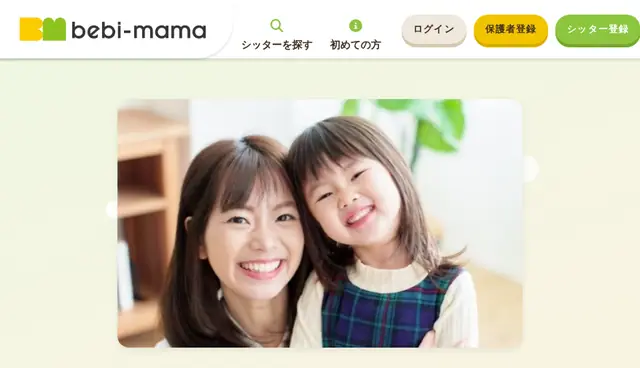 bebi-mama
シッターを探す
初めての方
ログイン
保護者登録
シッター登録